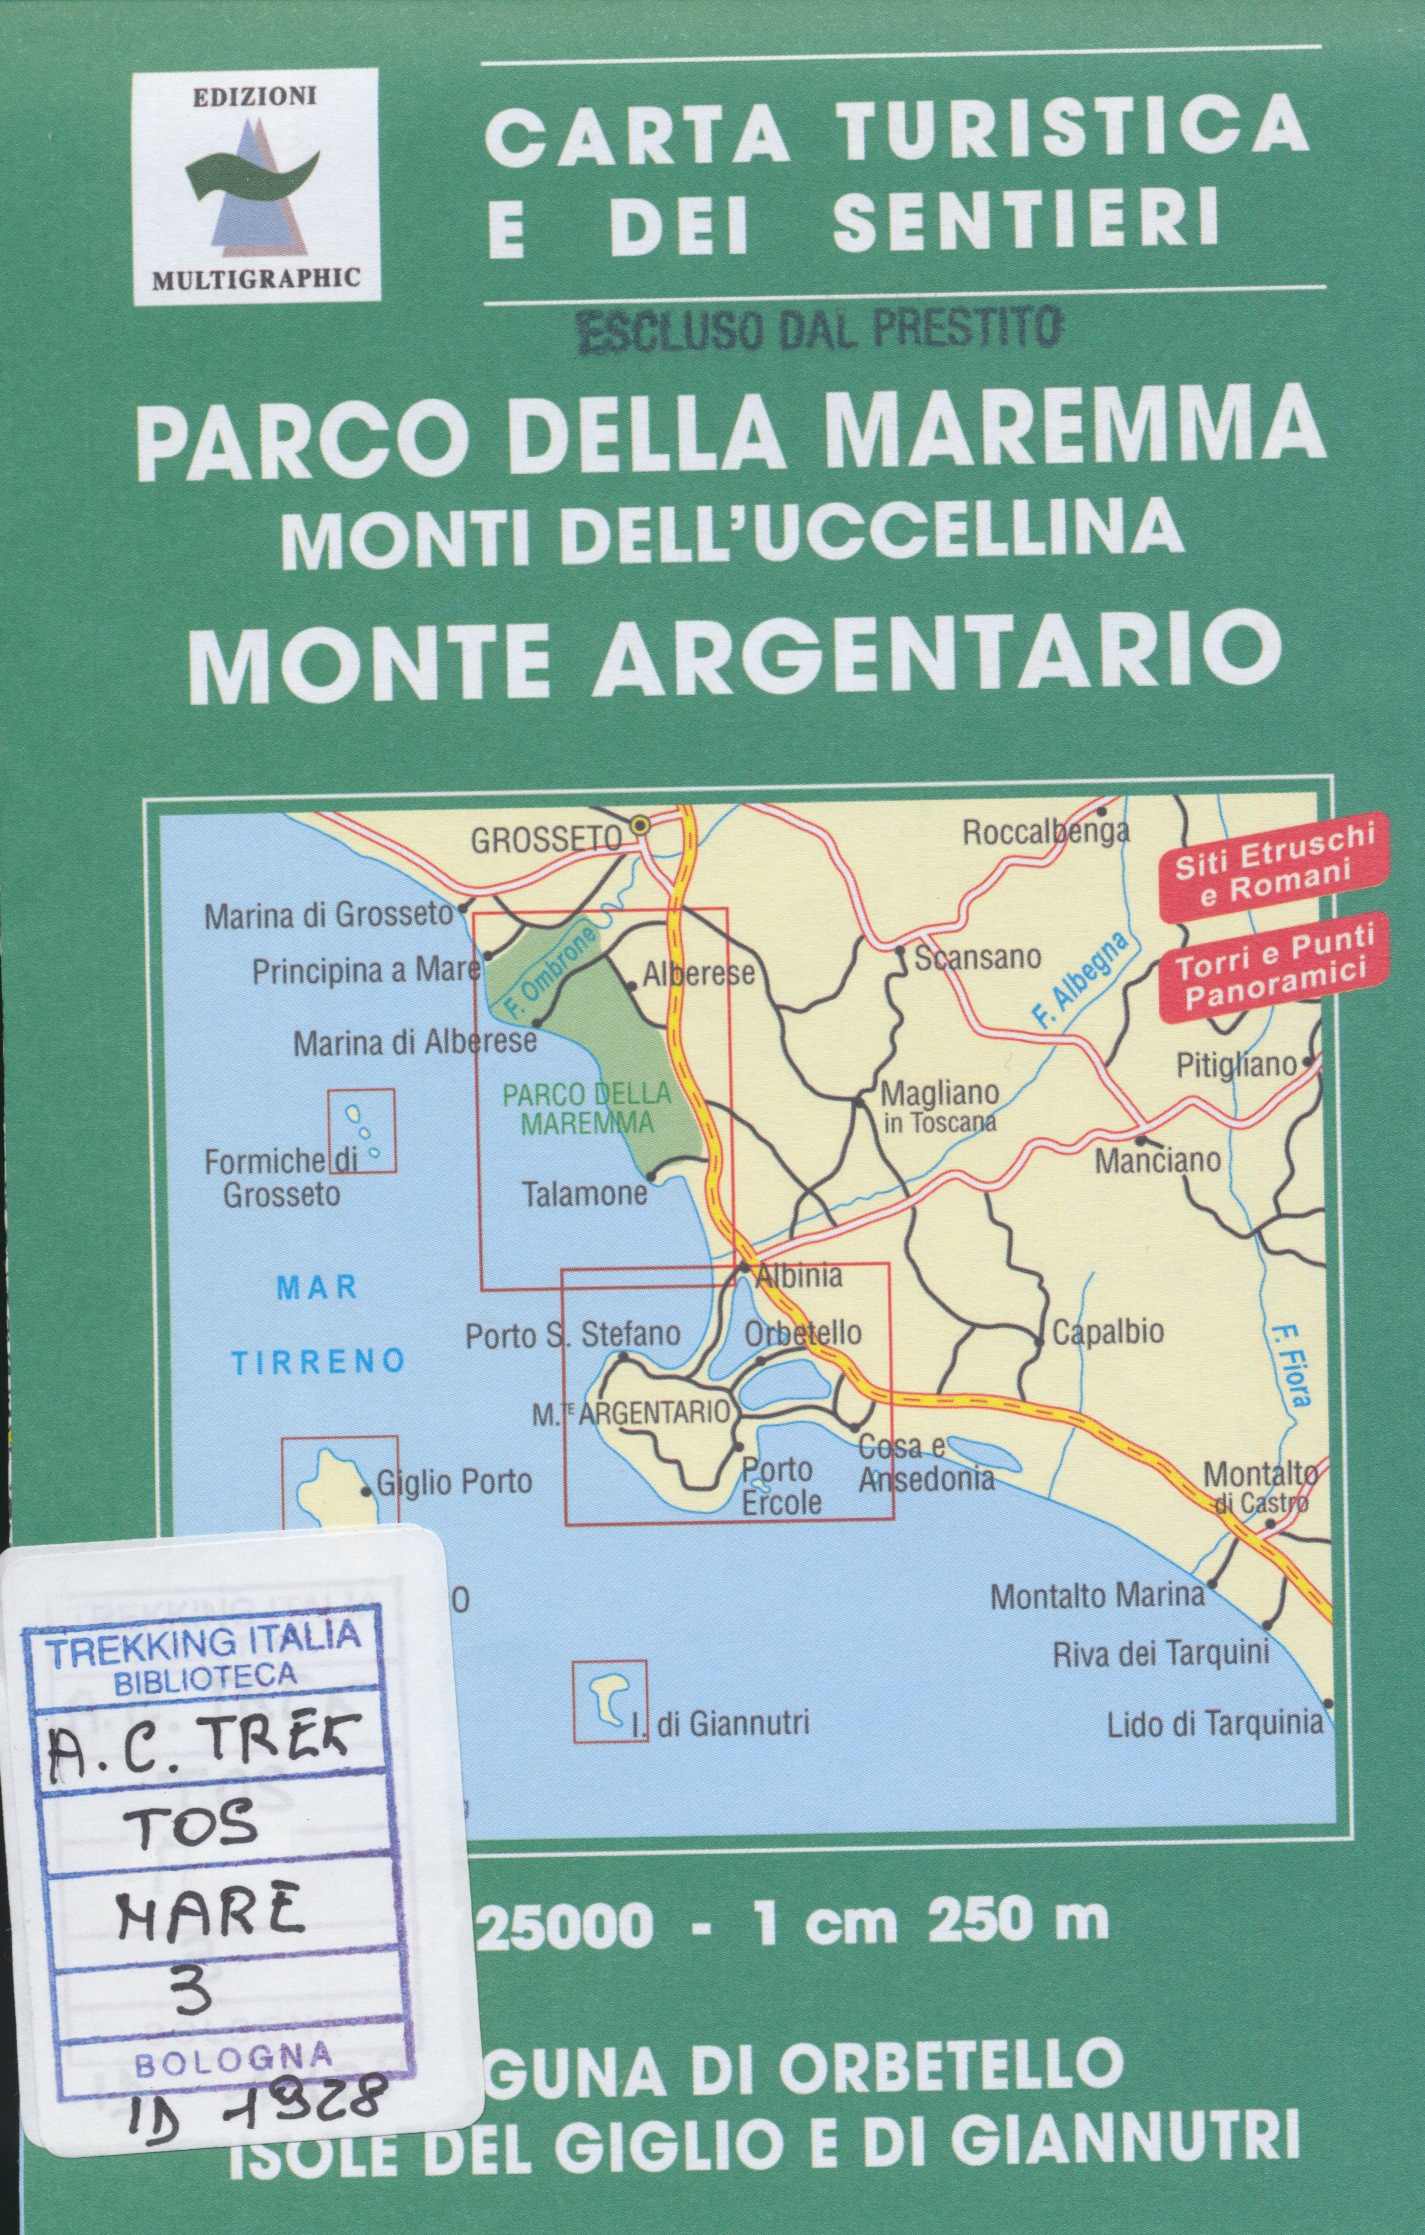 EDIZIONI
MULTIGRAPHIC
CARTA TURISTICA
E DEI SENTIERI
ESCLUSO DAL PRESTITO
PARCO DELLA MAREMMA
MONTI DELL'UCCELLINA
MONTE ARGENTARIO
GROSSETO
Roccalbenga
Siti Etruschi
e Romani
Marina di Grosseto
Torri e Punti
Panoramici
Principina a Mare
F. Ombrone
Alberese
Scansano
F. Albegna
Marina di Alberese
Pitigliano
PARCO DELLA
MAREMMA
Magliano
in Toscana
Formiche di
Grosseto
Manciano
Talamone
MAR
TIRRENO
Albinia
Porto S. Stefano
Orbetello
Capalbio
F. Fiora
M.TE ARGENTARIO
Cosa e
Ansedonia
Giglio Porto
Porto
Ercole
Montalto
di Castro
Montalto Marina
Riva dei Tarquini
I. di Giannutri
Lido di Tarquinia
TREKKING ITALIA
BIBLIOTECA
A.C. TREK
TOS
MARE
3
BOLOGNA
ID 1928
25000 - 1 cm 250 m
GUNA DI ORBETELLO
ISOLE DEL GIGLIO E DI GIANNUTRI